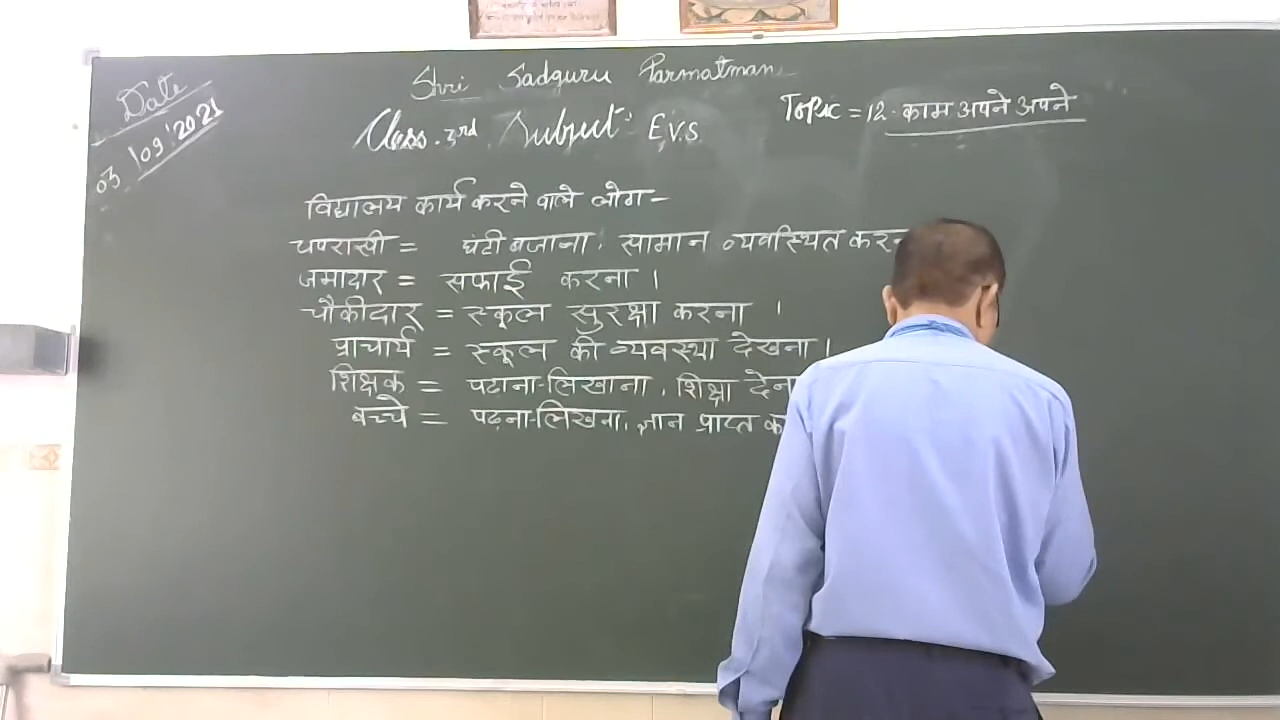 Shri Sadguru Parmatman
Date
03/09/2021
Class. 3rd. Subject: E.V.S.
Topic = 12. काम अपने अपने
विद्यालय कार्य करने वाले लोग-
चपरासी = घंटी बजाना, सामान व्यवस्थित करन
जमादार = सफाई करना ।
चौकीदार = स्कूल सुरक्षा करना ।
प्राचार्य = स्कूल की व्यवस्था देखना ।
शिक्षक = पढाना-लिखाना, शिक्षा देना
बच्चे = पढ़ना-लिखना, ज्ञान प्राप्त क